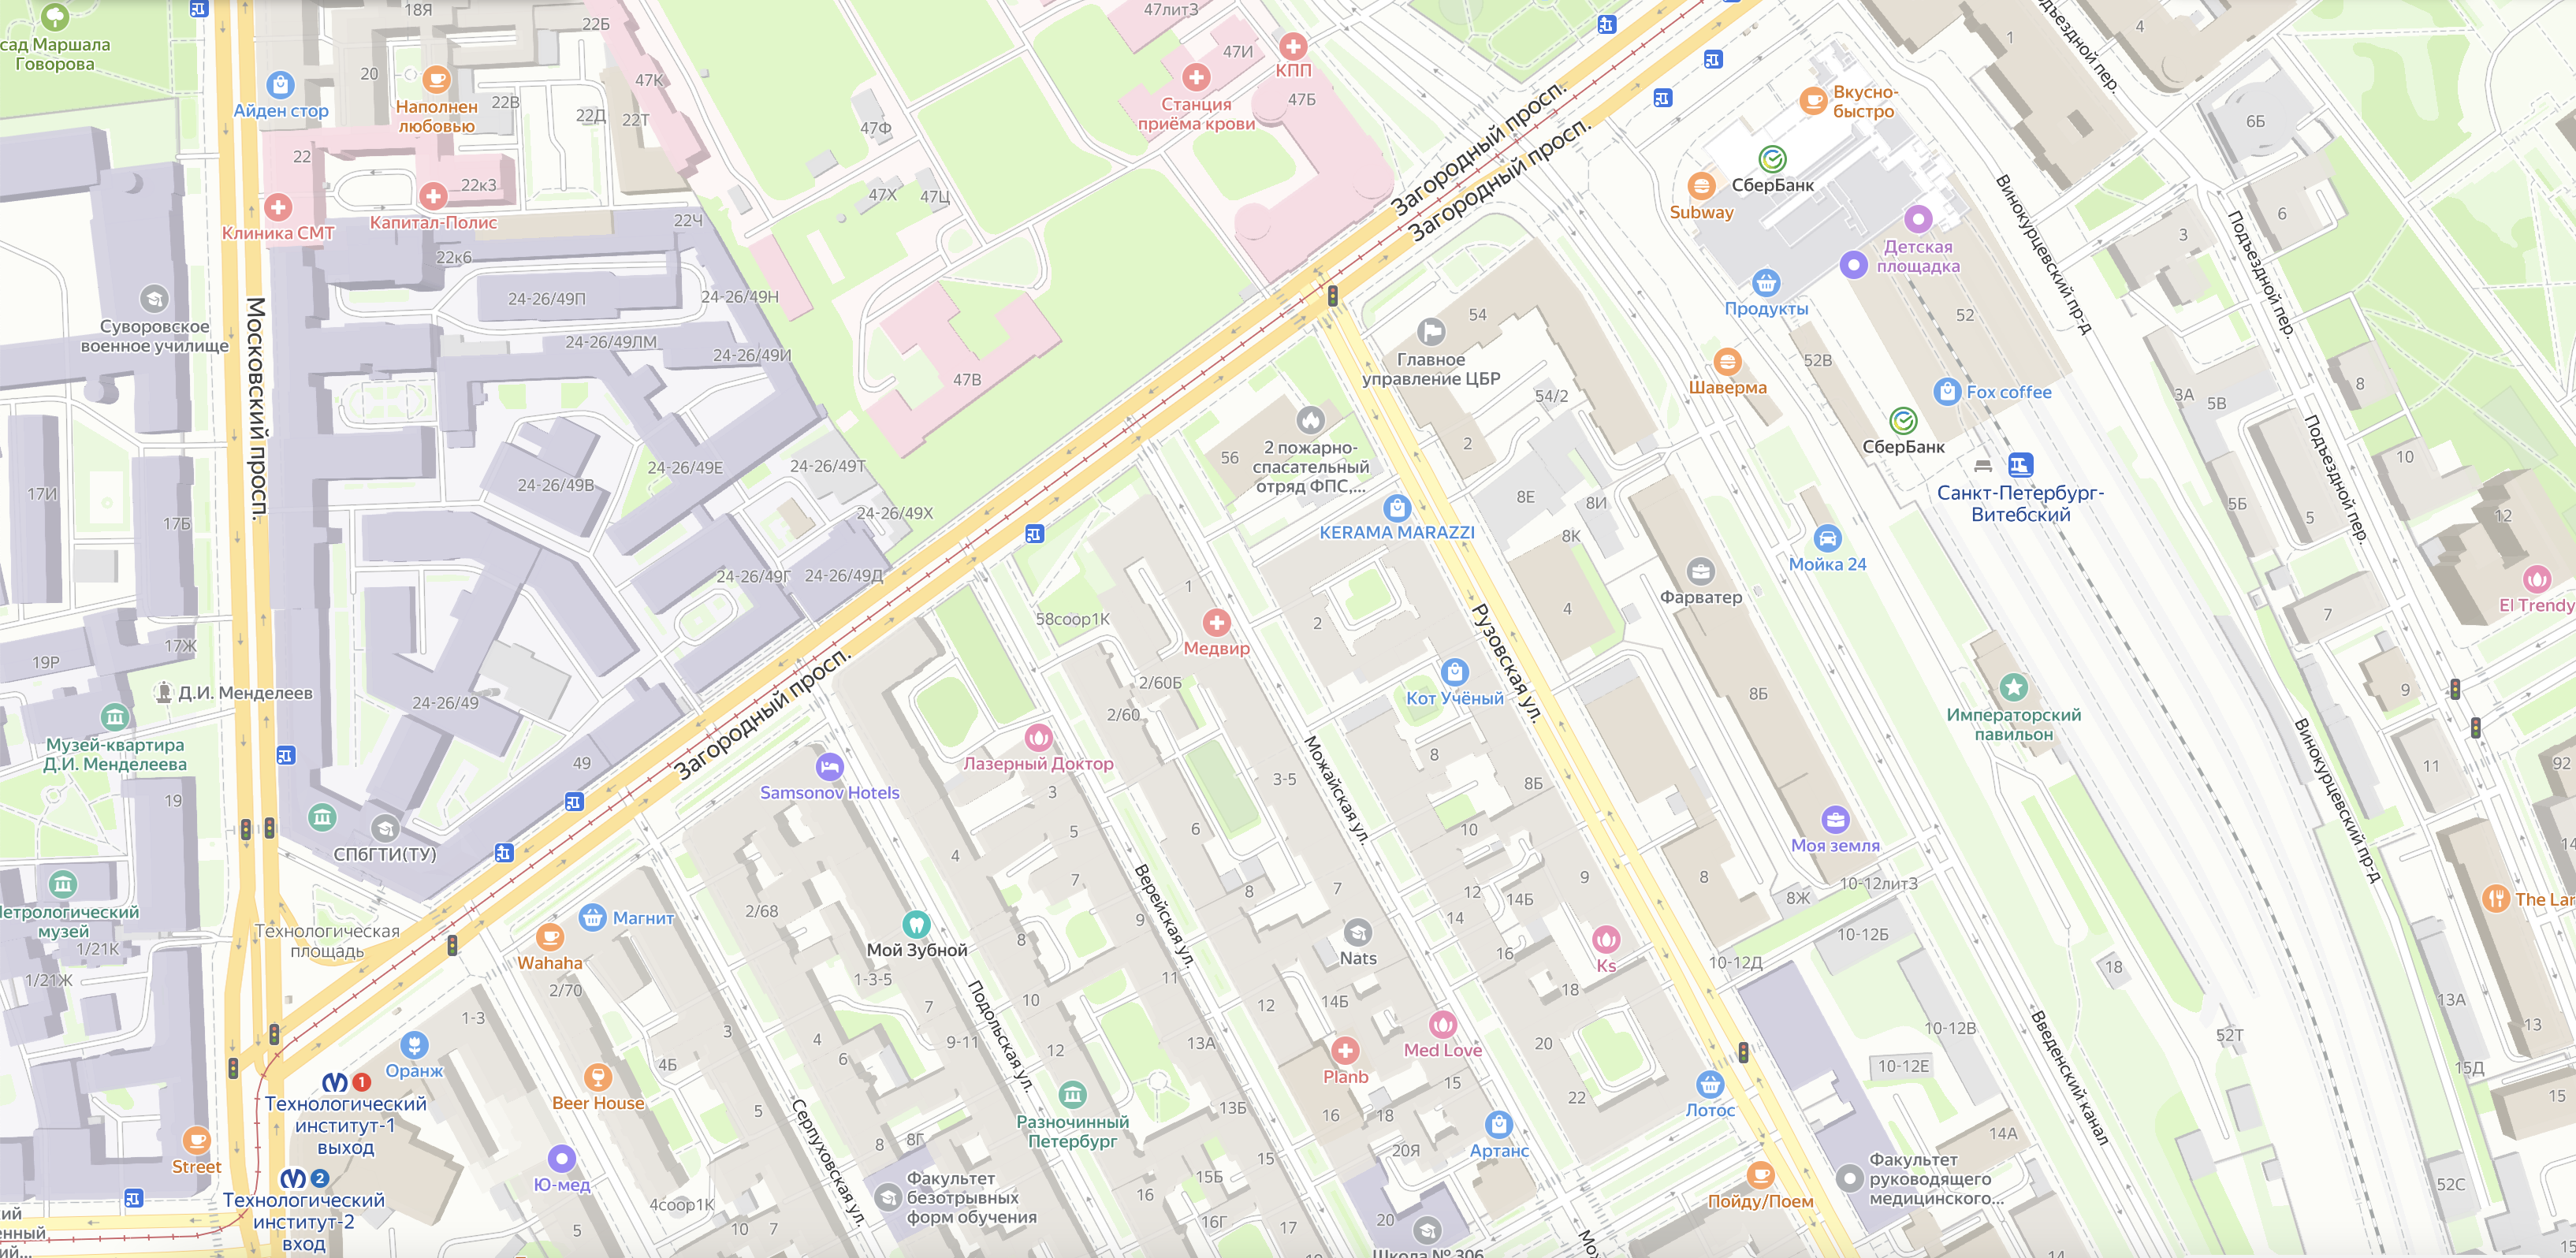 сад Маршала
Говорова
Айден стор
18Я
20
Наполнен
любовью
22Б
22В
22Д
22Т
47К
47литЗ
47И
КПП
Станция
приёма крови
47Б
47Ф
47Х
47Ц
22
22к3
Клиника СМТ
Капитал-Полис
22Ч
22к6
Загородный просп.
Загородный просп.
Вкусно-
быстро
СберБанк
Subway
Детская
площадка
Продукты
1
4
Подъездной пер.
6Б
6
3
Винокурцевский пр-д
Подъездной пер.
Суворовское
военное училище
Московский просп.
24-26/49П
24-26/49Н
24-26/49ЛМ
24-26/49И
47В
54
Главное
управление ЦБР
54/2
2
52
52В
Шаверма
Fox coffee
СберБанк
Санкт-Петербург-
Витебский
3А
5В
8
10
5Б
5
12
Подъездной пер.
El Trendy
17И
17Б
24-26/49Е
24-26/49В
24-26/49Т
24-26/49Х
24-26/49Г
24-26/49Д
56
2 пожарно-
спасательный
отряд ФПС,...
KERAMA MARAZZI
8Е
8И
8К
Мойка 24
Фарватер
4
7
9
11
92
17Ж
19Р
Д.И. Менделеев
Музей-квартира
Д.И. Менделеева
24-26/49
49
19
СПбГТИ(ТУ)
Загородный просп.
58соор1К
1
Медвир
2
2/60Б
2/60
Кот Учёный
Рузовская ул.
8Б
Императорский
павильон
Винокурцевский пр-д
Samsonov Hotels
Лазерный Доктор
3
5
6
3-5
Можайская ул.
8
8Б
10
Моя земля
10-12литЗ
8
8Ж
9
The Lar
14
Метрологический
музей
1/21К
1/21Ж
Технологическая
площадь
Магнит
Wahaha
2/70
2/68
Мой Зубной
4
7
9
8
Верейская ул.
8
7
Nats
12
14Б
14
16
Ks
18
10-12Д
10-12Б
10-12В
10-12Е
18
52Т
13А
13
1-3
Оранж
3
4Б
Beer House
1-3-5
7
9-11
4
6
10
12
11
13А
12
14Б
Med Love
Planb
20
22
15
Лотос
Введенский канал
15Д
15
Технологический
институт-1
выход
1
Технологический
институт-2
вход
2
Street
Ю-мед
5
5
4соор1К
10
7
Серпуховская ул.
8
8Г
Подольская ул.
Разночинный
Петербург
13Б
15Б
15
16
16Г
17
Факультет
безотрывных
форм обучения
16
18
20Я
20
Артанс
Школа № 306
Пойду/Поем
Факультет
руководящего
медицинского...
14А
14
52С